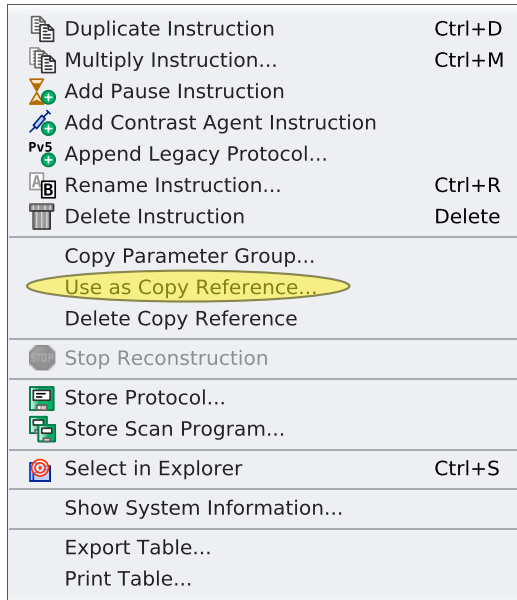 Duplicate Instruction Ctrl+D
Multiply Instruction... Ctrl+M
Add Pause Instruction
Add Contrast Agent Instruction
Pv5 Append Legacy Protocol...
A B Rename Instruction... Ctrl+R
Delete Instruction Delete
Copy Parameter Group...
Use as Copy Reference...
Delete Copy Reference
STOP Stop Reconstruction
Store Protocol...
Store Scan Program...
Select in Explorer Ctrl+S
Show System Information...
Export Table...
Print Table...